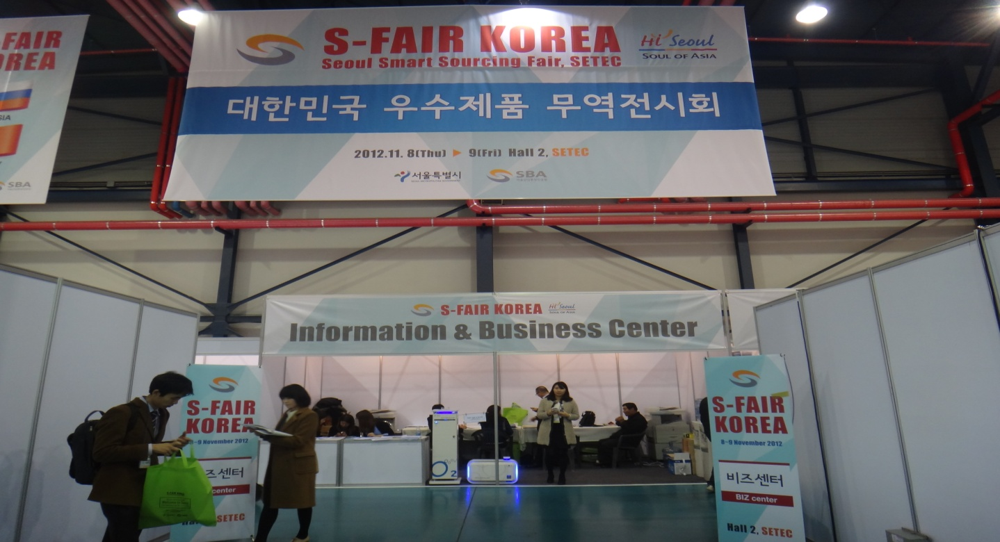 -FAIR
OREA
SIA
SBA
S-FAIR KOREA
Seoul Smart Sourcing Fair, SETEC
Hi Seoul
SOUL OF ASIA
대한민국 우수제품 무역전시회
2012.11. 8(Thu) ▶ 9(Fri) Hall 2, SETEC
서울특별시
SBA
S-FAIR KOREA
Hi Seoul
SOUL OF ASIA
Information & Business Center
S-FAIR
KOREA
-9 November 2012
즈센터
center
Hall 2, SETEC
O2
S-FAIR
KOREA
8-9 November 2012
비즈센터
BIZ center
Hall 2, SETEC